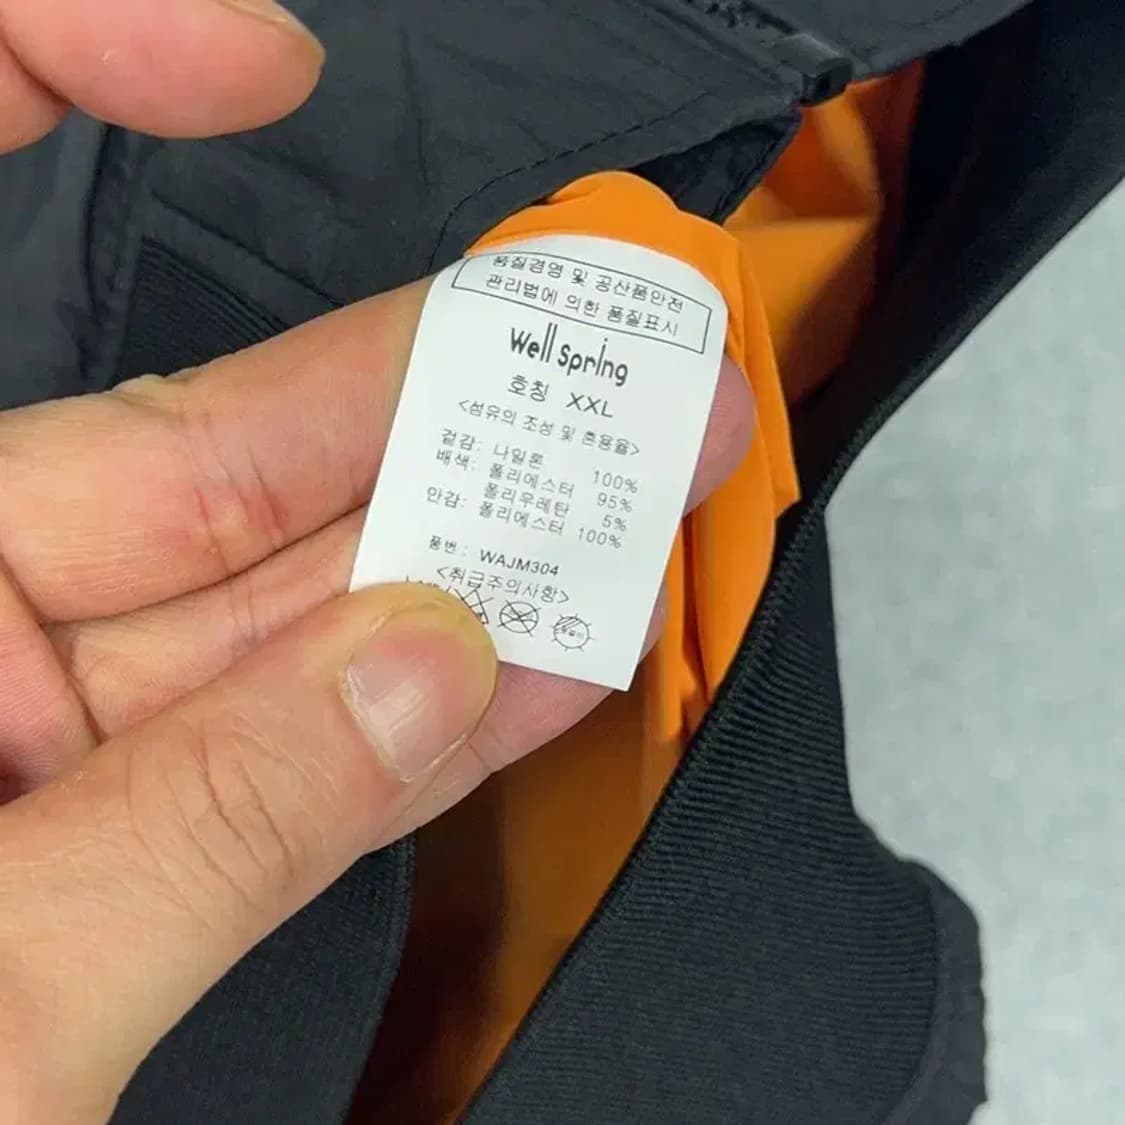 품질경영 및 공산품안전
관리법에 의한 품질표시
Well spring
호칭 XXL
<섬유의 조성 및 혼용율>
겉감: 나일론 100%
배색: 폴리에스터 95%
폴리우레탄 5%
안감: 폴리에스터 100%
품번: WAJM304
<취급주의사항>